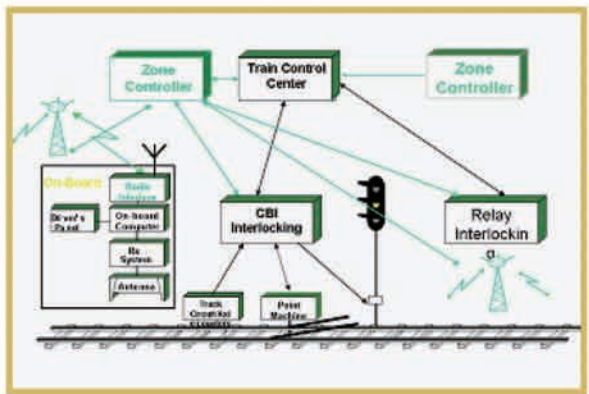 Zone
Controller
Train Control
Center
Zone
Controller
On-Board
Radio
Interface
Driver's
Panel
On-board
Computer
System
Antenna
CBI
Interlocking
Relay
Interlockin
g
Track
Point
Machine